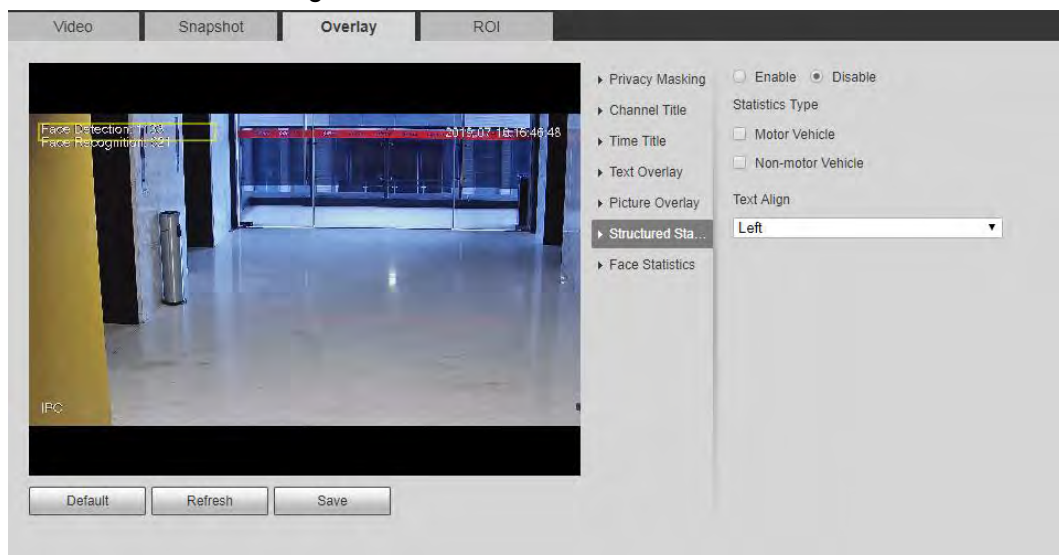 Video
Snapshot
Overlay
ROI
Face Detection:
Face Recognition:
IPC
Privacy Masking
Channel Title
Time Title
Text Overlay
Picture Overlay
Structured Sta...
Face Statistics
Enable
Disable
Statistics Type
Motor Vehicle
Non-motor Vehicle
Text Align
Left
Default
Refresh
Save